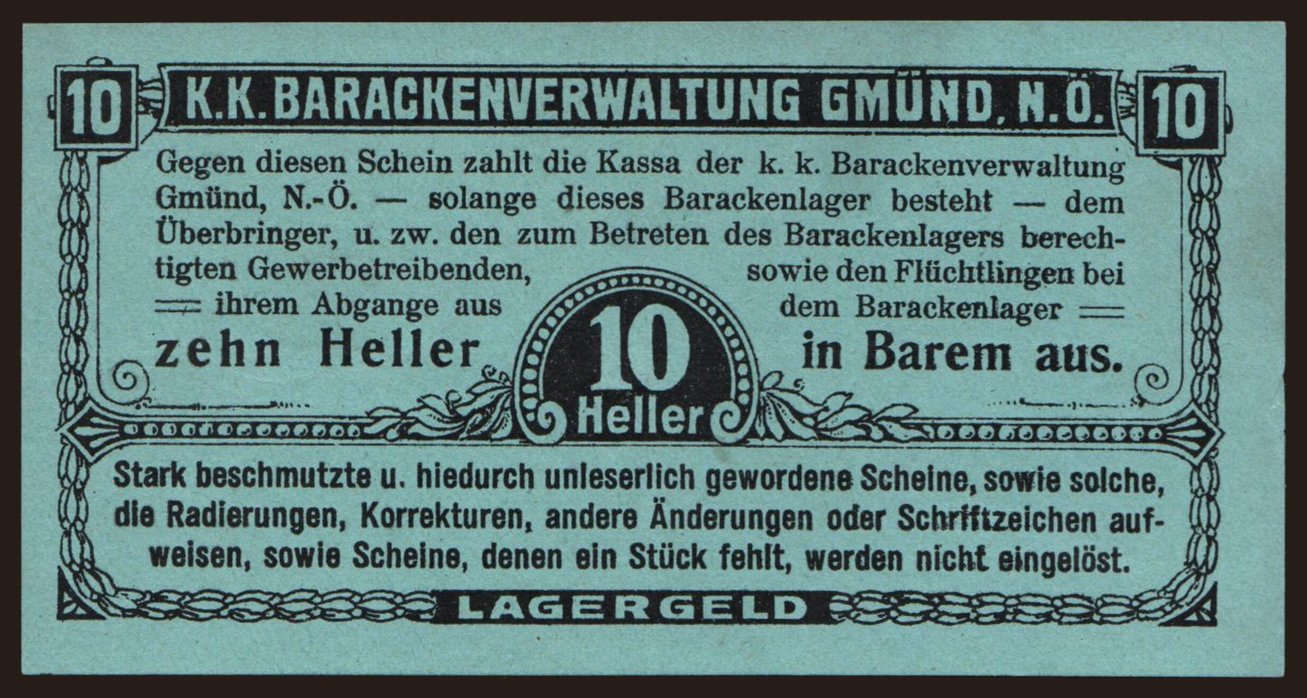 10 K.K. BARACKENVERWALTUNG GMÜND, N.Ö. 10
Gegen diesen Schein zahlt die Kassa der k. k. Barackenverwaltung
Gmünd, N.-Ö. — solange dieses Barackenlager besteht — dem
Überbringer, u. zw. den zum Betreten des Barackenlagers berech-
tigten Gewerbetreibenden, sowie den Flüchtlingen bei
ihrem Abgange aus dem Barackenlager
zehn Heller in Barem aus.
10
Heller
Stark beschmutzte u. hiedurch unleserlich gewordene Scheine, sowie solche,
die Radierungen, Korrekturen, andere Änderungen oder Schriftzeichen auf-
weisen, sowie Scheine, denen ein Stück fehlt, werden nicht eingelöst.
LAGERGELD